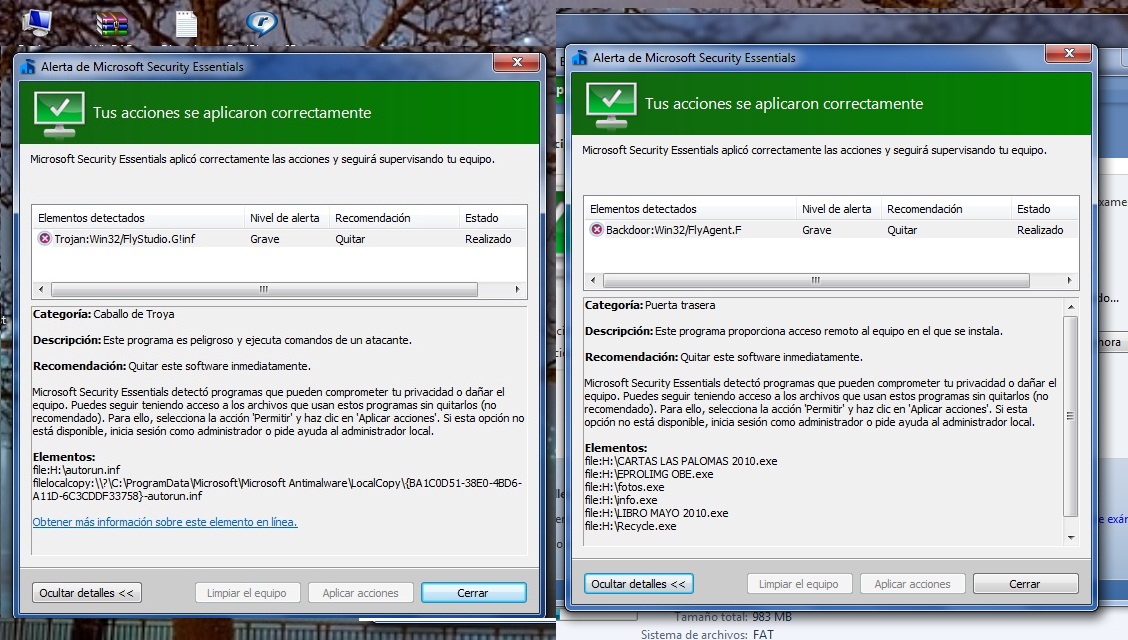 Alerta de Microsoft Security Essentials
Tus acciones se aplicaron correctamente
Microsoft Security Essentials aplicó correctamente las acciones y seguirá supervisando tu equipo.
Elementos detectados Nivel de alerta Recomendación Estado
Trojan:Win32/FlyStudio.G!inf Grave Quitar Realizado
Categoría: Caballo de Troya
Descripción: Este programa es peligroso y ejecuta comandos de un atacante.
Recomendación: Quitar este software inmediatamente.
Microsoft Security Essentials detectó programas que pueden comprometer tu privacidad o dañar el
equipo. Puedes seguir teniendo acceso a los archivos que usan estos programas sin quitarlos (no
recomendado). Para ello, selecciona la acción 'Permitir' y haz clic en 'Aplicar acciones'. Si esta opción no
está disponible, inicia sesión como administrador o pide ayuda al administrador local.
Elementos:
file:H:\autorun.inf
filelocalcopy:\\?\C:\ProgramData\Microsoft\Microsoft Antimalware\LocalCopy\{BA1C0D51-38E0-4BD6-
A11D-6C3CDDF33758}-autorun.inf
Obtener más información sobre este elemento en línea.
Ocultar detalles << Limpiar el equipo Aplicar acciones Cerrar
Alerta de Microsoft Security Essentials
Tus acciones se aplicaron correctamente
Microsoft Security Essentials aplicó correctamente las acciones y seguirá supervisando tu equipo.
Elementos detectados Nivel de alerta Recomendación Estado
Backdoor:Win32/FlyAgent.F Grave Quitar Realizado
Categoría: Puerta trasera
Descripción: Este programa proporciona acceso remoto al equipo en el que se instala.
Recomendación: Quitar este software inmediatamente.
Microsoft Security Essentials detectó programas que pueden comprometer tu privacidad o dañar el
equipo. Puedes seguir teniendo acceso a los archivos que usan estos programas sin quitarlos (no
recomendado). Para ello, selecciona la acción 'Permitir' y haz clic en 'Aplicar acciones'. Si esta
opción no está disponible, inicia sesión como administrador o pide ayuda al administrador local.
Elementos:
file:H:\CARTAS LAS PALOMAS 2010.exe
file:H:\EPROLIMG OBE.exe
file:H:\fotos.exe
file:H:\info.exe
file:H:\LIBRO MAYO 2010.exe
file:H:\Recycle.exe
Ocultar detalles << Limpiar el equipo Aplicar acciones Cerrar
Tamaño total: 983 MB
Sistema de archivos: FAT